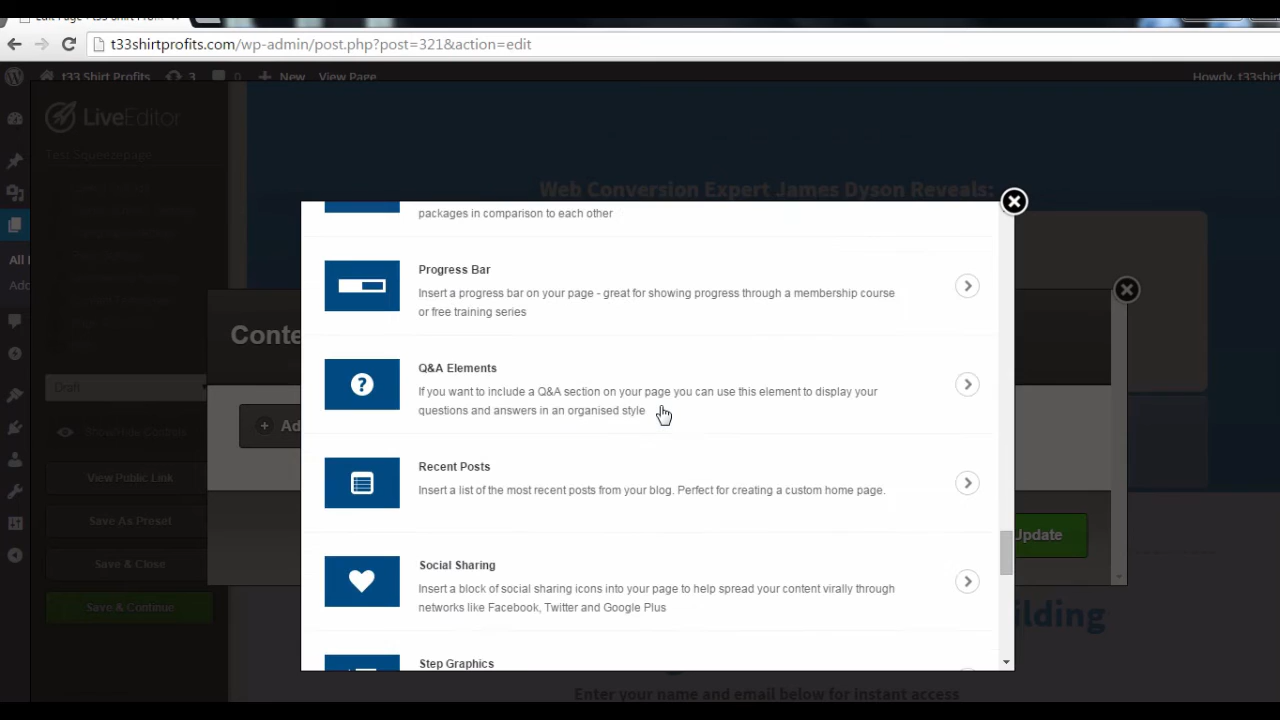 t33shirtprofits.com/wp-admin/post.php?post=321&action=edit
t33 Shirt Profits 3 0 New View Page Howdy, t33shirt
LiveEditor
Test Squeezepage
Web Conversion Expert James Dyson Reveals:
packages in comparison to each other
Progress Bar
Insert a progress bar on your page - great for showing progress through a membership course
or free training series
Conte
Q&A Elements
If you want to include a Q&A section on your page you can use this element to display your
questions and answers in an organised style
All
Add
Draft
+ Ad
Show/Hide Controls
Recent Posts
Insert a list of the most recent posts from your blog. Perfect for creating a custom home page.
View Public Link
Save As Preset
Update
Save & Close
Save & Continue
Social Sharing
Insert a block of social sharing icons into your page to help spread your content virally through
networks like Facebook, Twitter and Google Plus
ilding
Step Graphics
Enter your name and email below for instant access